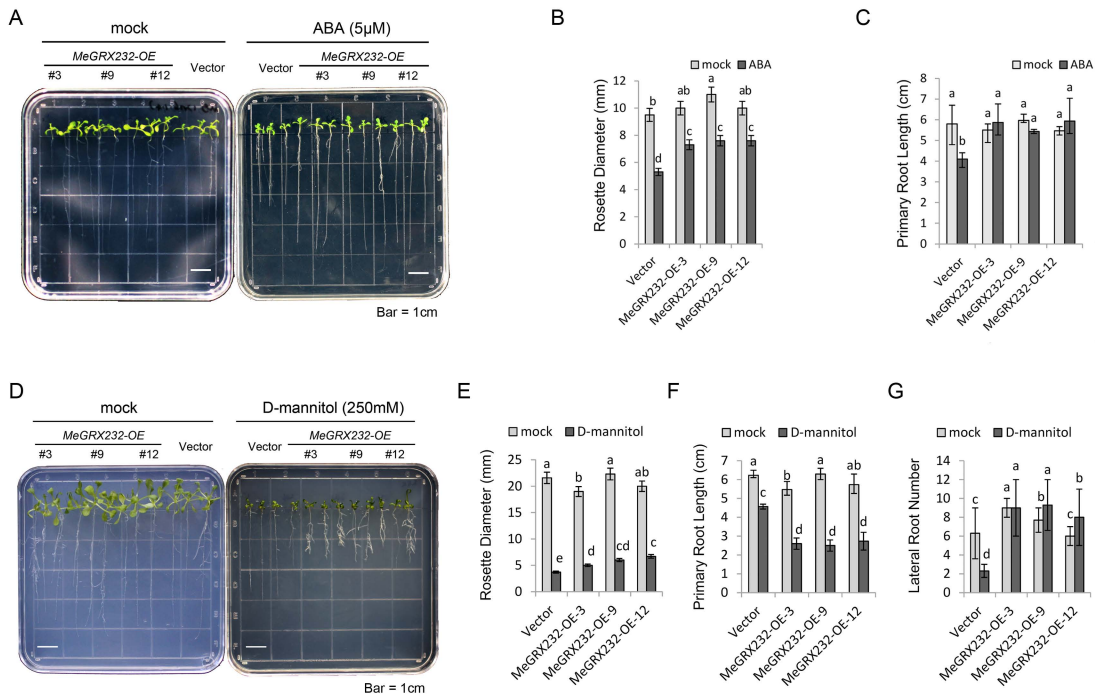 A
mock
ABA (5μM)
MeGRX232-OE
#3 #9 #12
Vector
Vector
MeGRX232-OE
#3 #9 #12
Bar = 1cm
B
mock ABA
Rosette Diameter (mm)
12
10
8
6
4
2
0
b ab a ab
d c c c
Vector
MeGRX232-OE-3
MeGRX232-OE-9
MeGRX232-OE-12
C
mock ABA
Primary Root Length (cm)
8
7
6
5
4
3
2
1
0
a a a a a a a
b
Vector
MeGRX232-OE-3
MeGRX232-OE-9
MeGRX232-OE-12
D
mock
D-mannitol (250mM)
MeGRX232-OE
#3 #9 #12
Vector
Vector
MeGRX232-OE
#3 #9 #12
Bar = 1cm
E
mock D-mannitol
Rosette Diameter (mm)
25
20
15
10
5
0
a b a ab
e d cd c
Vector
MeGRX232-OE-3
MeGRX232-OE-9
MeGRX232-OE-12
F
mock D-mannitol
Primary Root Length (cm)
7
6
5
4
3
2
1
0
a b a ab
c d d d
Vector
MeGRX232-OE-3
MeGRX232-OE-9
MeGRX232-OE-12
G
mock D-mannitol
Lateral Root Number
14
12
10
8
6
4
2
0
c a a b a c b
d
Vector
MeGRX232-OE-3
MeGRX232-OE-9
MeGRX232-OE-12